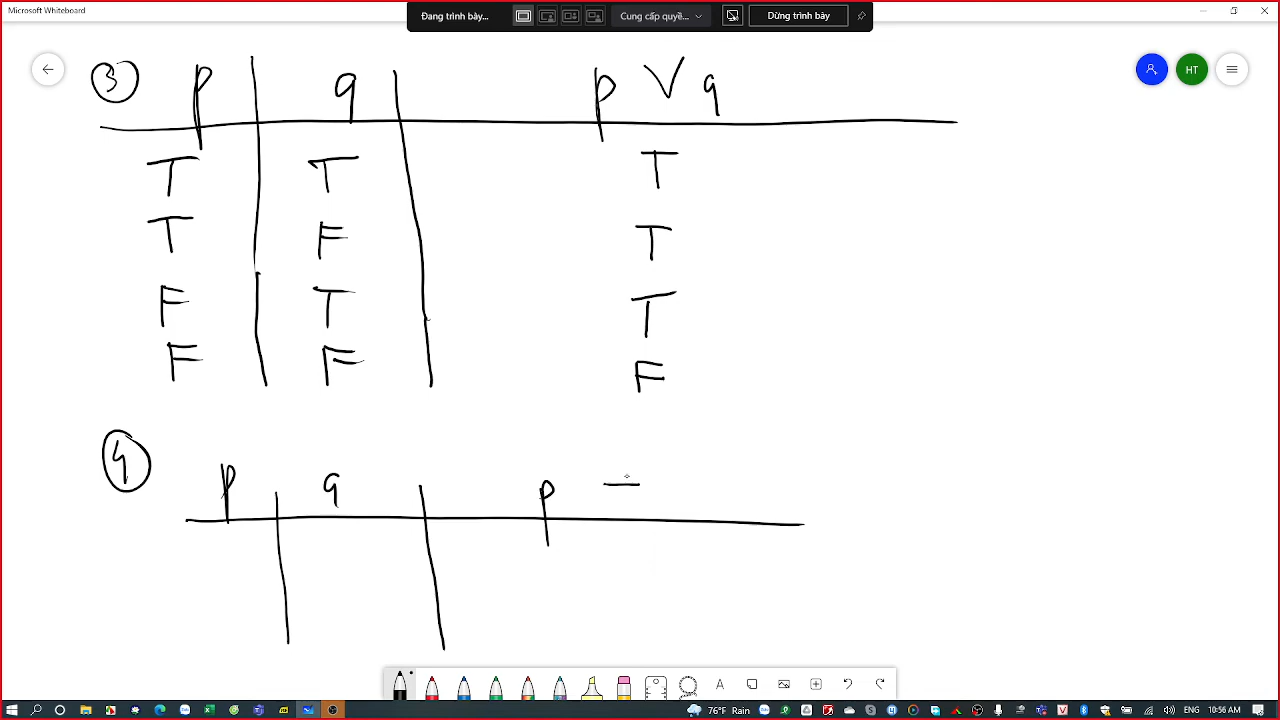 Microsoft Whiteboard
Đang trình bày...
Cung cấp quyền...
Dừng trình bày
HT
③ p q p ∨ q
T T T
T F T
F T T
F F F
④ p q p —
A
76°F Rain
ENG
10:56 AM